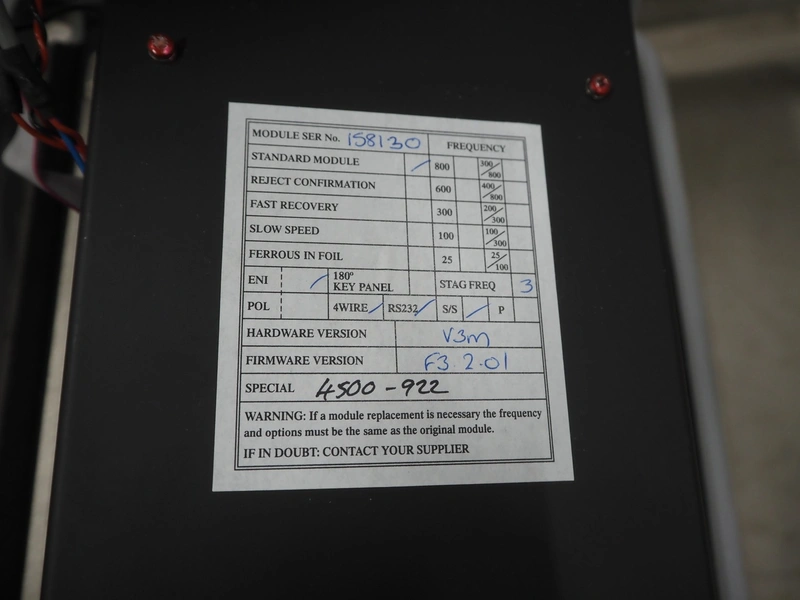 MODULE SER No. 158130 FREQUENCY
STANDARD MODULE 800 300/800
REJECT CONFIRMATION 600 400/800
FAST RECOVERY 300 200/300
SLOW SPEED 100 100/300
FERROUS IN FOIL 25 25/100
ENI 180º KEY PANEL STAG FREQ 3
POL 4WIRE RS232 S/S P
HARDWARE VERSION V3m
FIRMWARE VERSION F3.2.01
SPECIAL 4500-922
WARNING: If a module replacement is necessary the frequency
and options must be the same as the original module.
IF IN DOUBT: CONTACT YOUR SUPPLIER